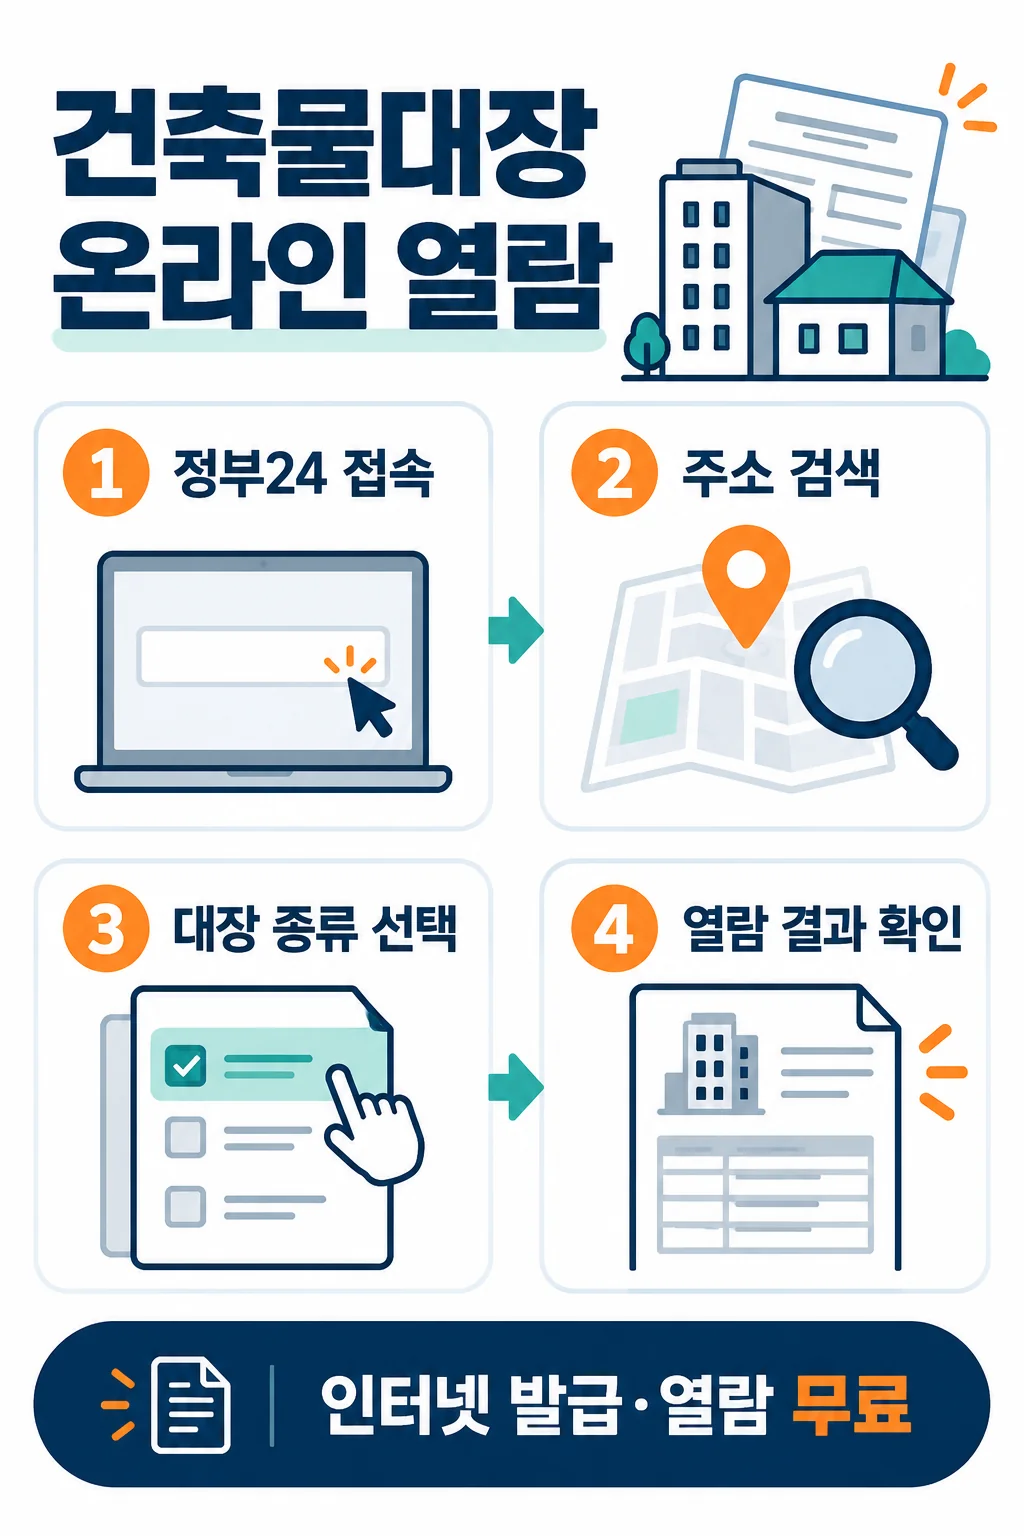 건축물대장
온라인 열람
1 정부24 접속
2 주소 검색
3 대장 종류 선택
4 열람 결과 확인
인터넷 발급·열람 무료